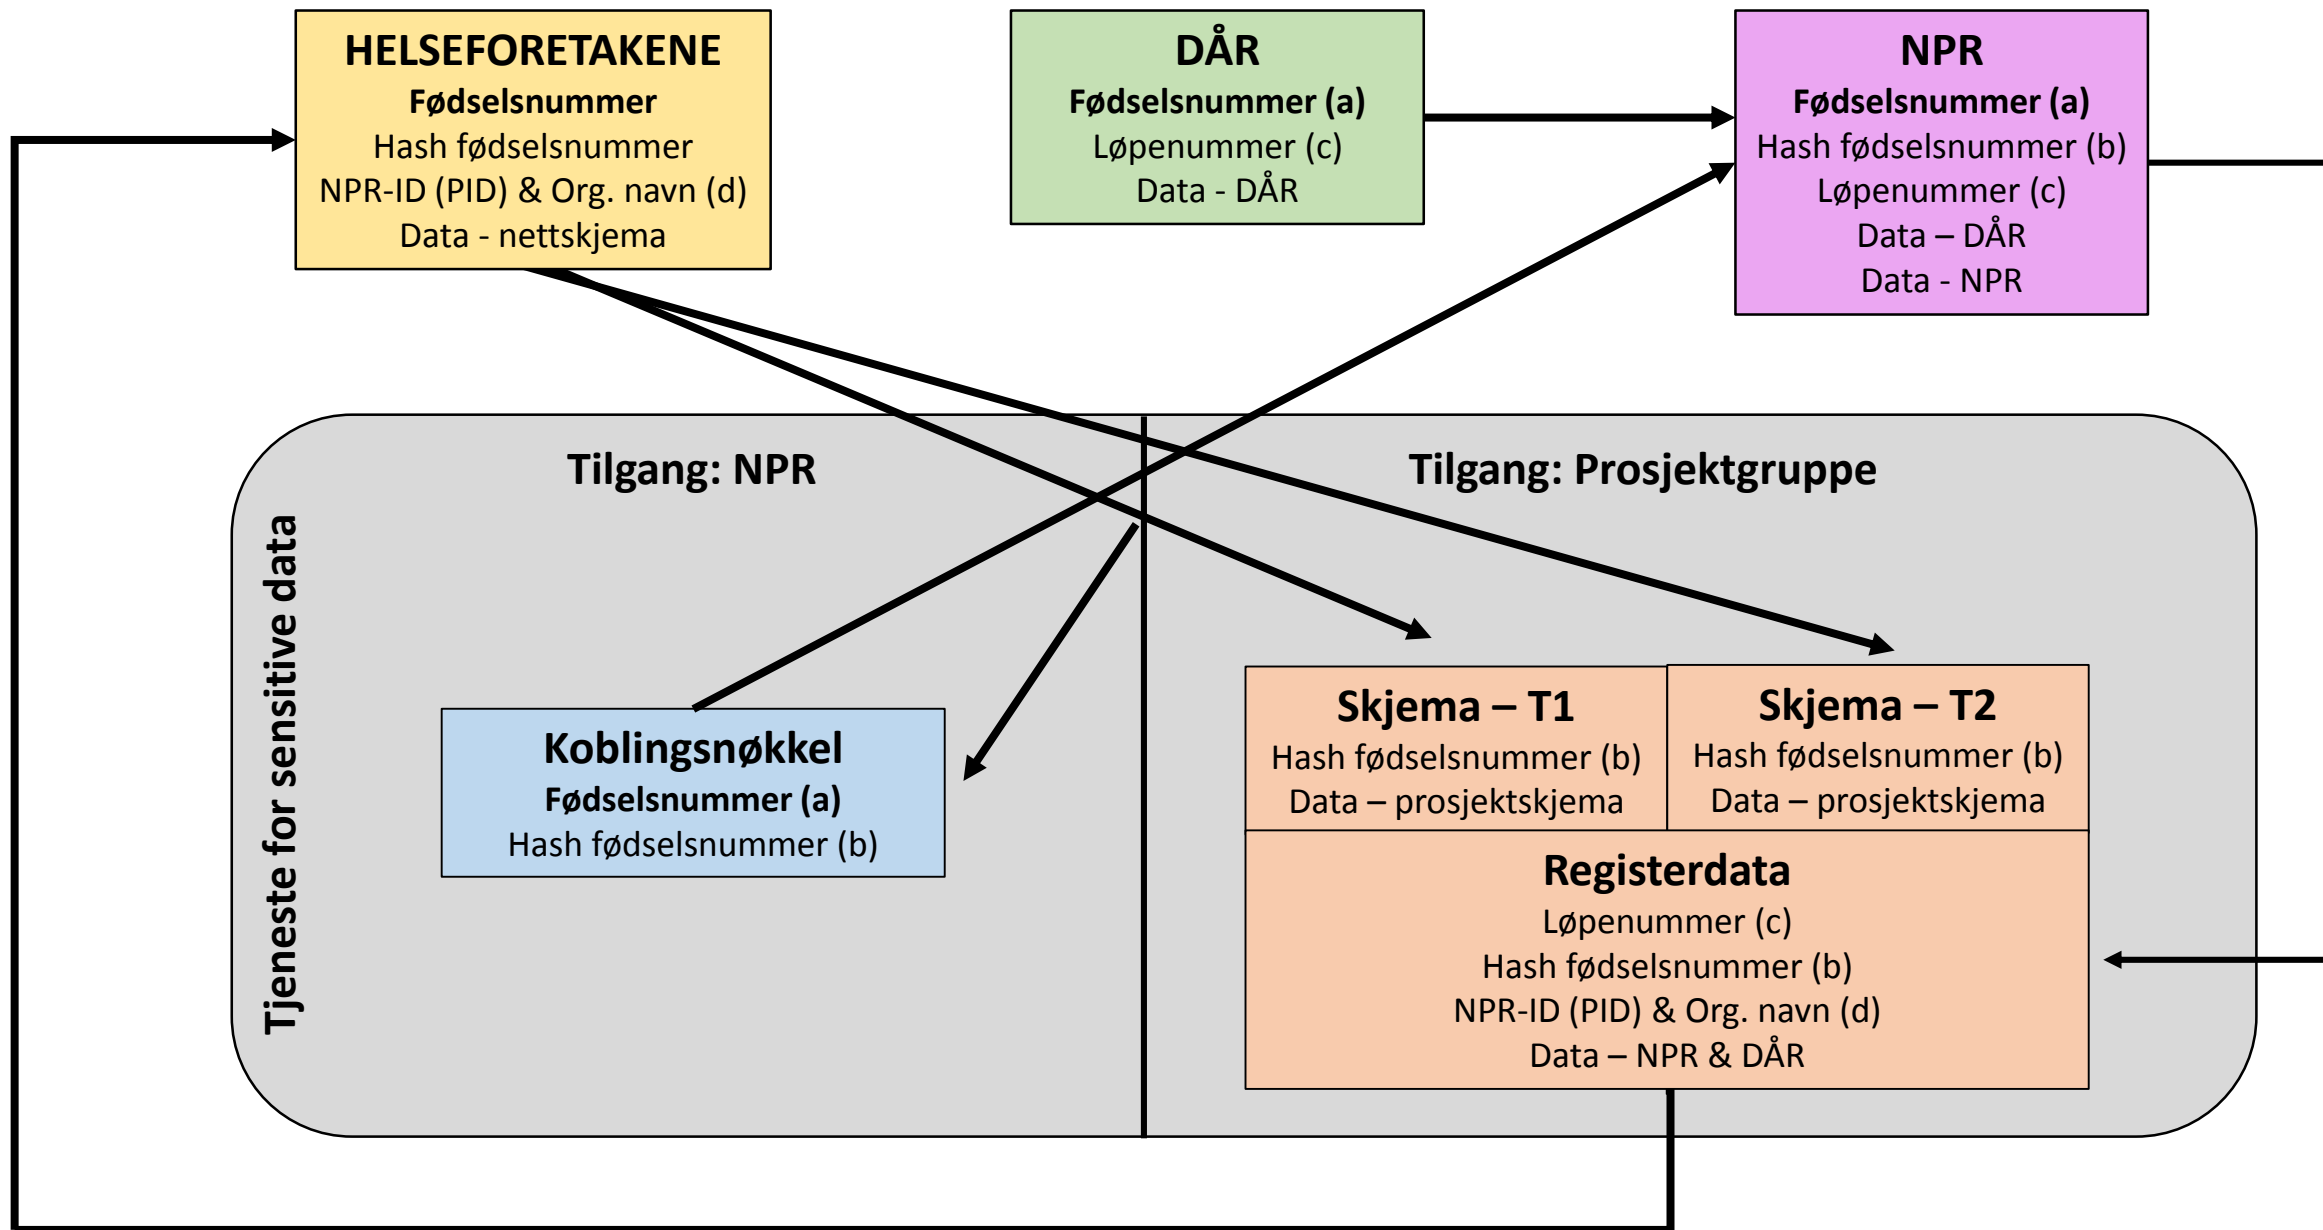 HELSEFORETAKENE
Fødselsnummer
Hash fødselsnummer
NPR-ID (PID) & Org. navn (d)
Data - nettskjema
DÅR
Fødselsnummer (a)
Løpenummer (c)
Data - DÅR
NPR
Fødselsnummer (a)
Hash fødselsnummer (b)
Løpenummer (c)
Data – DÅR
Data - NPR
Tjeneste for sensitive data
Tilgang: NPR
Tilgang: Prosjektgruppe
Koblingsnøkkel
Fødselsnummer (a)
Hash fødselsnummer (b)
Skjema – T1
Hash fødselsnummer (b)
Data – prosjektskjema
Skjema – T2
Hash fødselsnummer (b)
Data – prosjektskjema
Registerdata
Løpenummer (c)
Hash fødselsnummer (b)
NPR-ID (PID) & Org. navn (d)
Data – NPR & DÅR